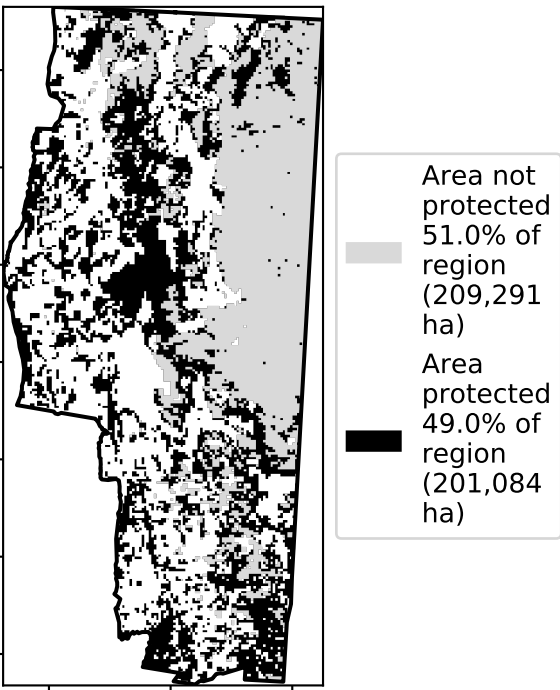 Area not
protected
51.0% of
region
(209,291
ha)
Area
protected
49.0% of
region
(201,084
ha)